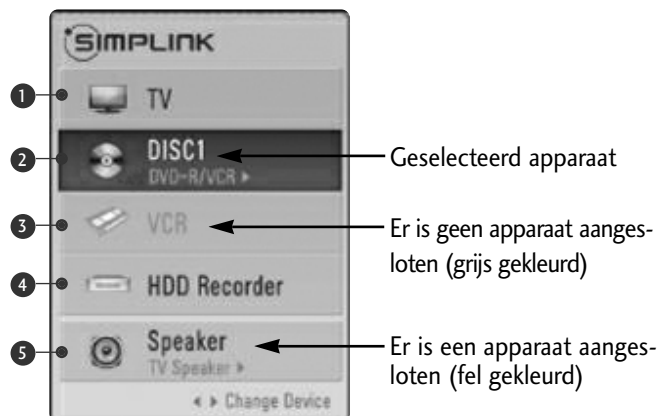 SIMPLINK
1 TV
2 DISC1
DVD-R/VCR ▸
Geselecteerd apparaat
3 VCR
Er is geen apparaat aanges-
loten (grijs gekleurd)
4 HDD Recorder
5 Speaker
TV Speaker ▸
Er is een apparaat aanges-
loten (fel gekleurd)
◂ ▸ Change Device